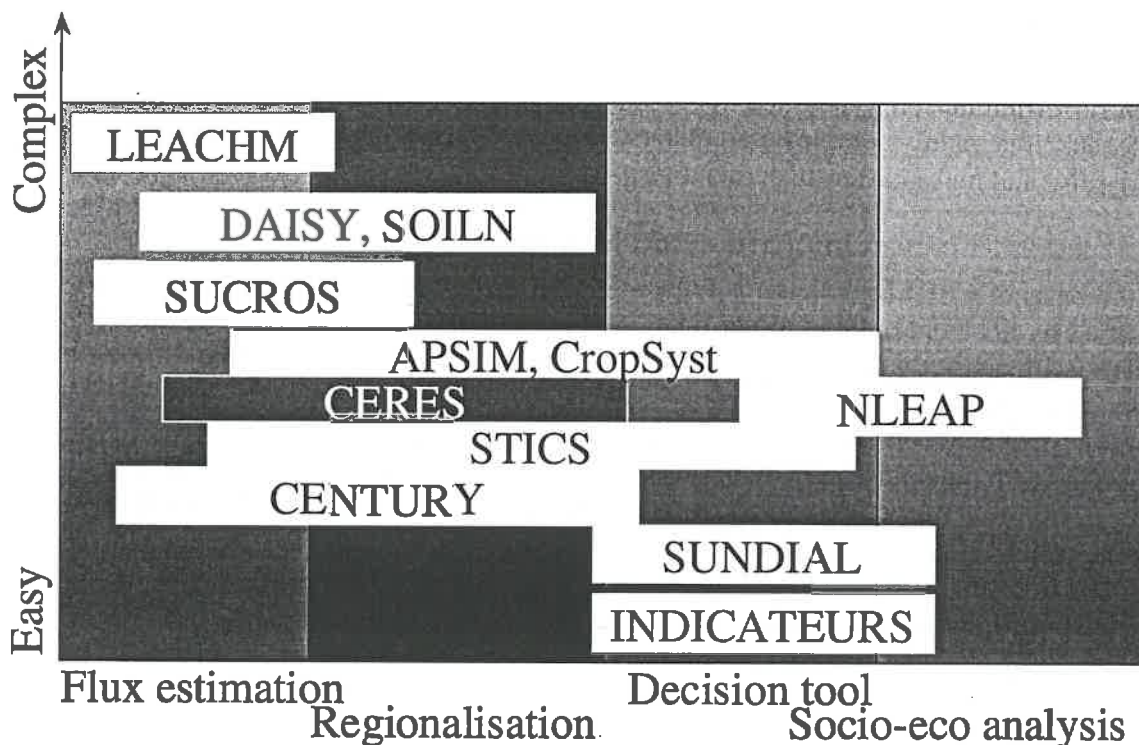 Complex
LEACHM
DAISY, SOILN
SUCROS
APSIM, CropSyst
CERES
NLEAP
STICS
CENTURY
SUNDIAL
INDICATEURS
Easy
Flux estimation
Decision tool
Regionalisation
Socio-eco analysis